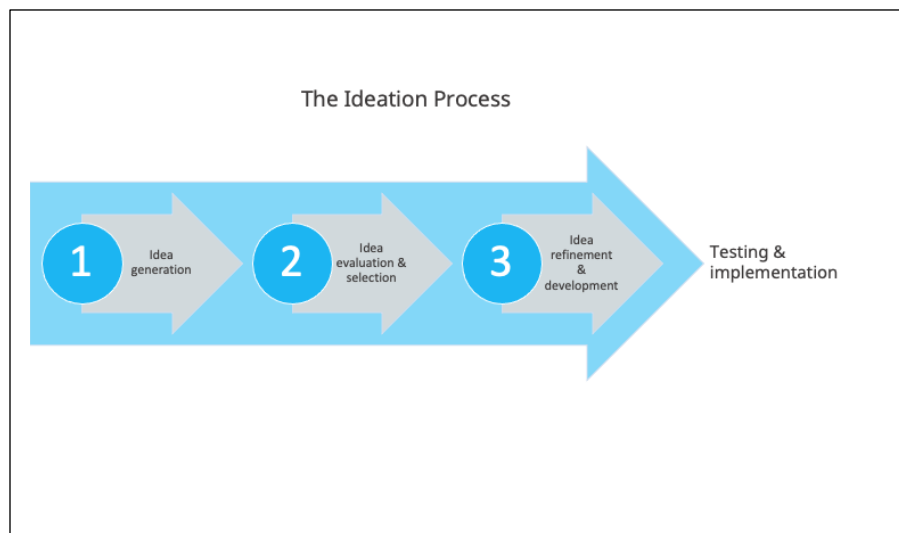 The Ideation Process
1
Idea
generation
2
Idea
evaluation &
selection
3
Idea
refinement
&
development
Testing &
implementation